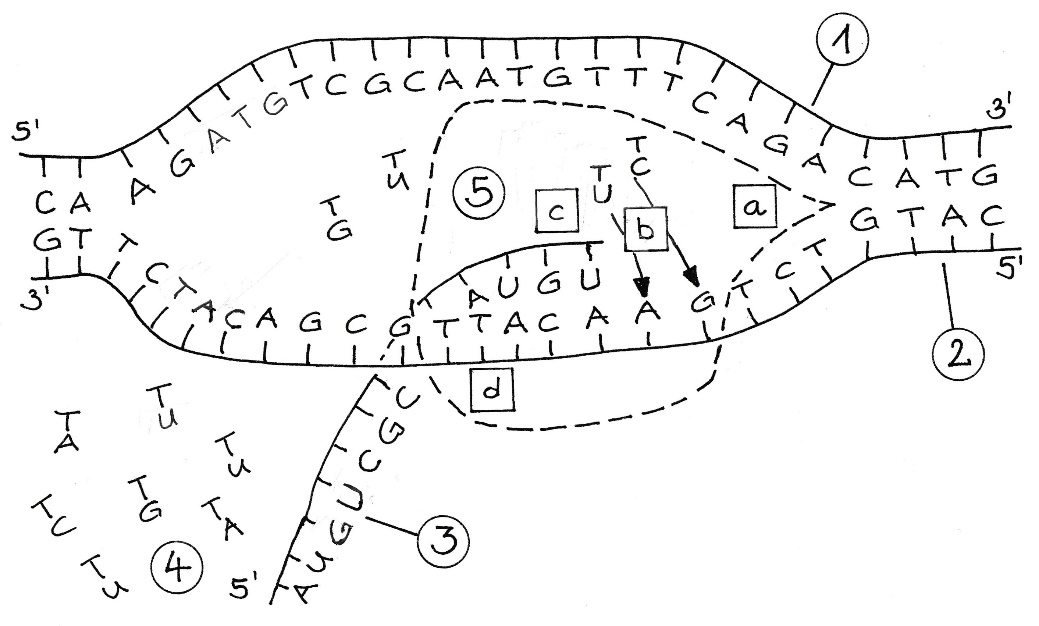 1
5' C A A G A T G T C G C A A T G T T T C A G A C A T G 3'
U
G
5
c
U
C
b
a
A U G U
3' G T T C T A C A G C G T T A C A A G T C T G T A C 5'
d
2
A
U
U
C
G
A
U
4
5' A U G U C G C
3